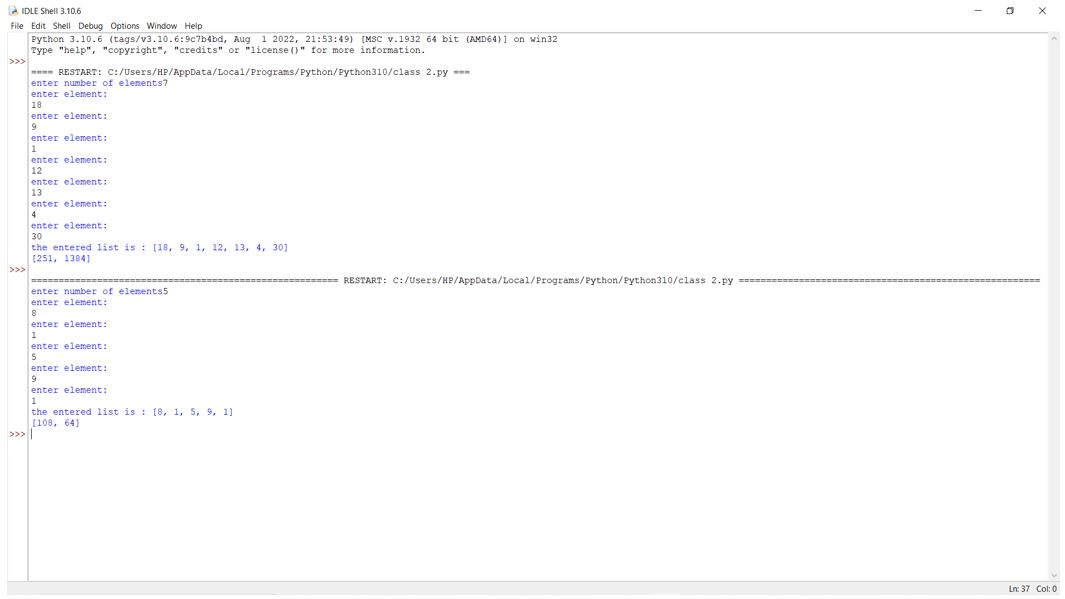 IDLE Shell 3.10.6
File Edit Shell Debug Options Window Help
Python 3.10.6 (tags/v3.10.6:9c7b4bd, Aug  1 2022, 21:53:49) [MSC v.1932 64 bit (AMD64)] on win32
Type "help", "copyright", "credits" or "license()" for more information.
>>>
==== RESTART: C:/Users/HP/AppData/Local/Programs/Python/Python310/class 2.py ===
enter number of elements7
enter element:
18
enter element:
9
enter element:
1
enter element:
12
enter element:
13
enter element:
4
enter element:
30
the entered list is : [18, 9, 1, 12, 13, 4, 30]
[251, 1384]
>>>
======================================================== RESTART: C:/Users/HP/AppData/Local/Programs/Python/Python310/class 2.py =======================================================
enter number of elements5
enter element:
8
enter element:
1
enter element:
5
enter element:
9
enter element:
1
the entered list is : [8, 1, 5, 9, 1]
[108, 64]
>>>
Ln: 37 Col: 0